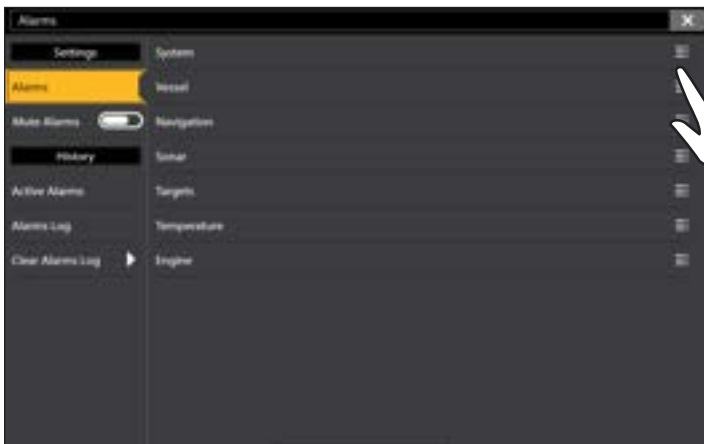 Alarms
Settings
System
Alarms
Vessel
Mute Alarms
Navigation
History
Sonar
Active Alarms
Targets
Alarms Log
Temperature
Clear Alarms Log
Engine